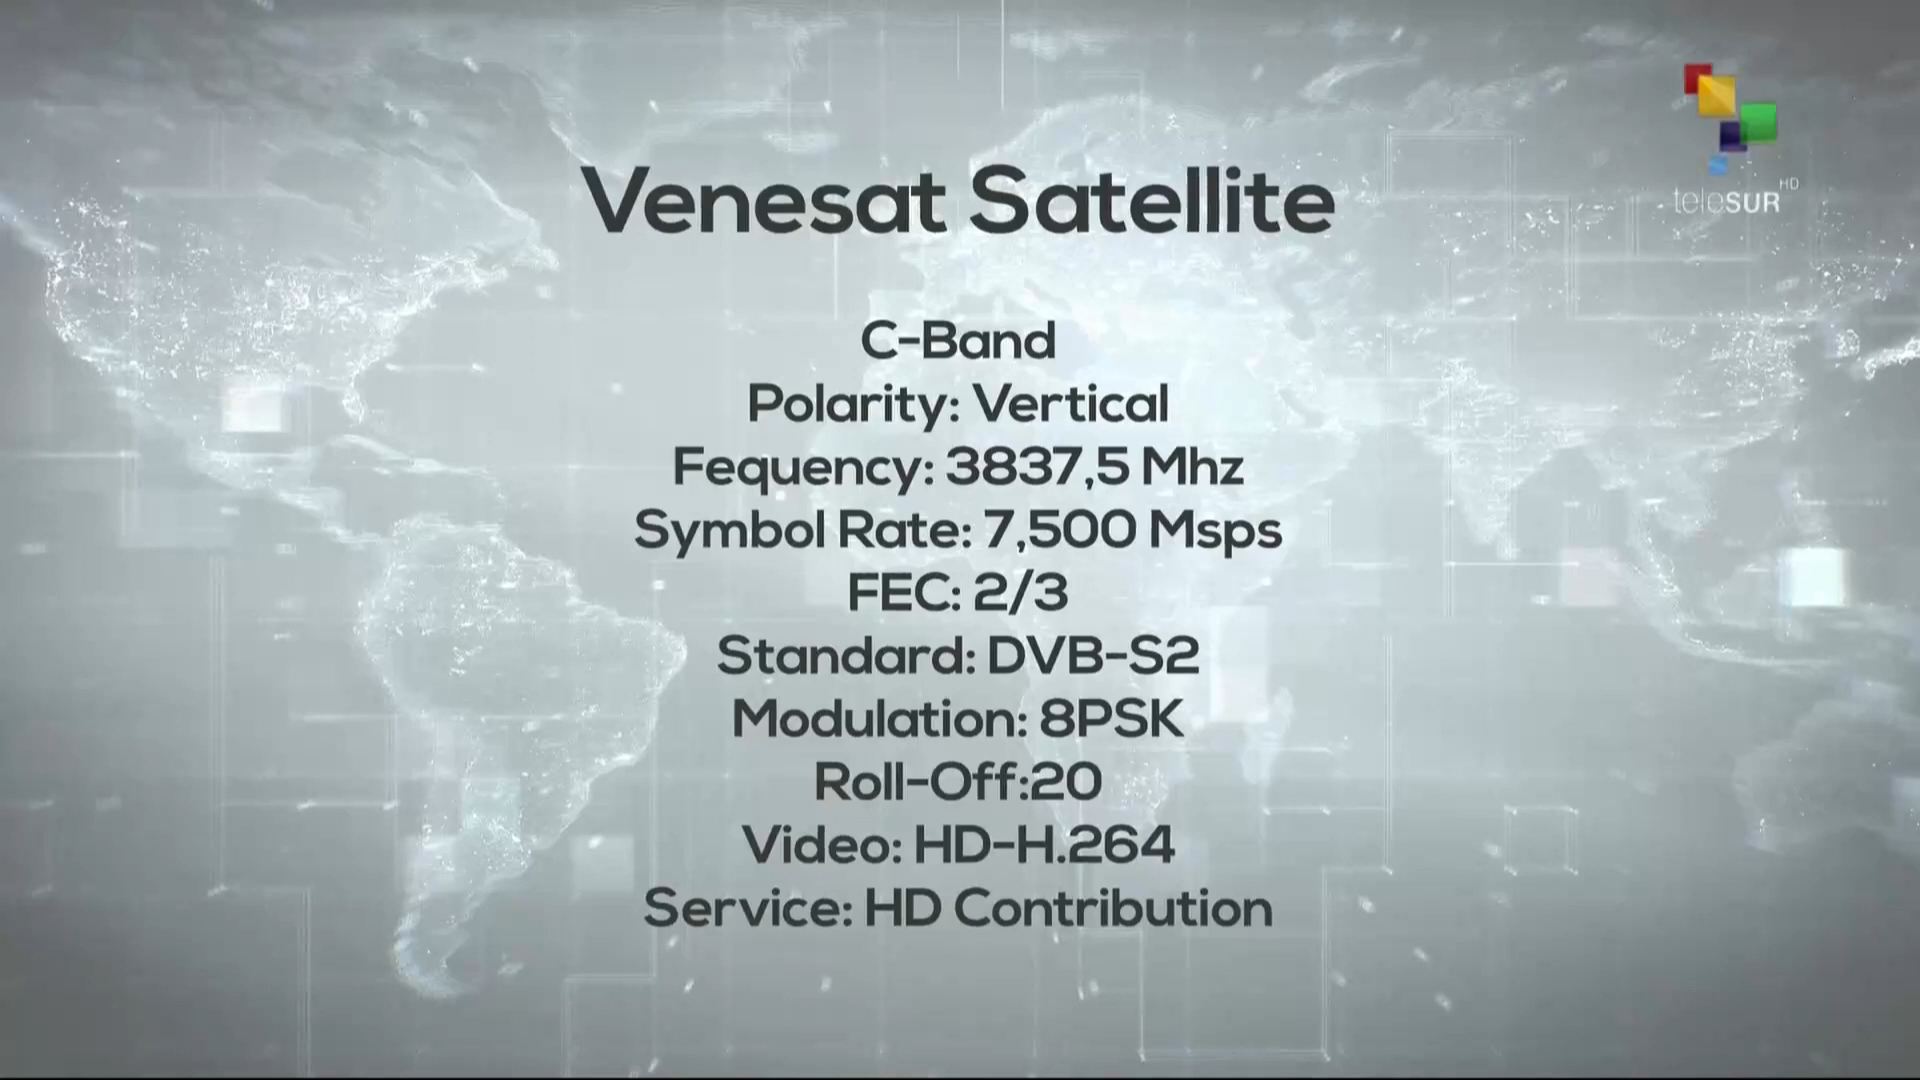 teleSUR HD
Venesat Satellite
C-Band
Polarity: Vertical
Fequency: 3837,5 Mhz
Symbol Rate: 7,500 Msps
FEC: 2/3
Standard: DVB-S2
Modulation: 8PSK
Roll-Off:20
Video: HD-H.264
Service: HD Contribution